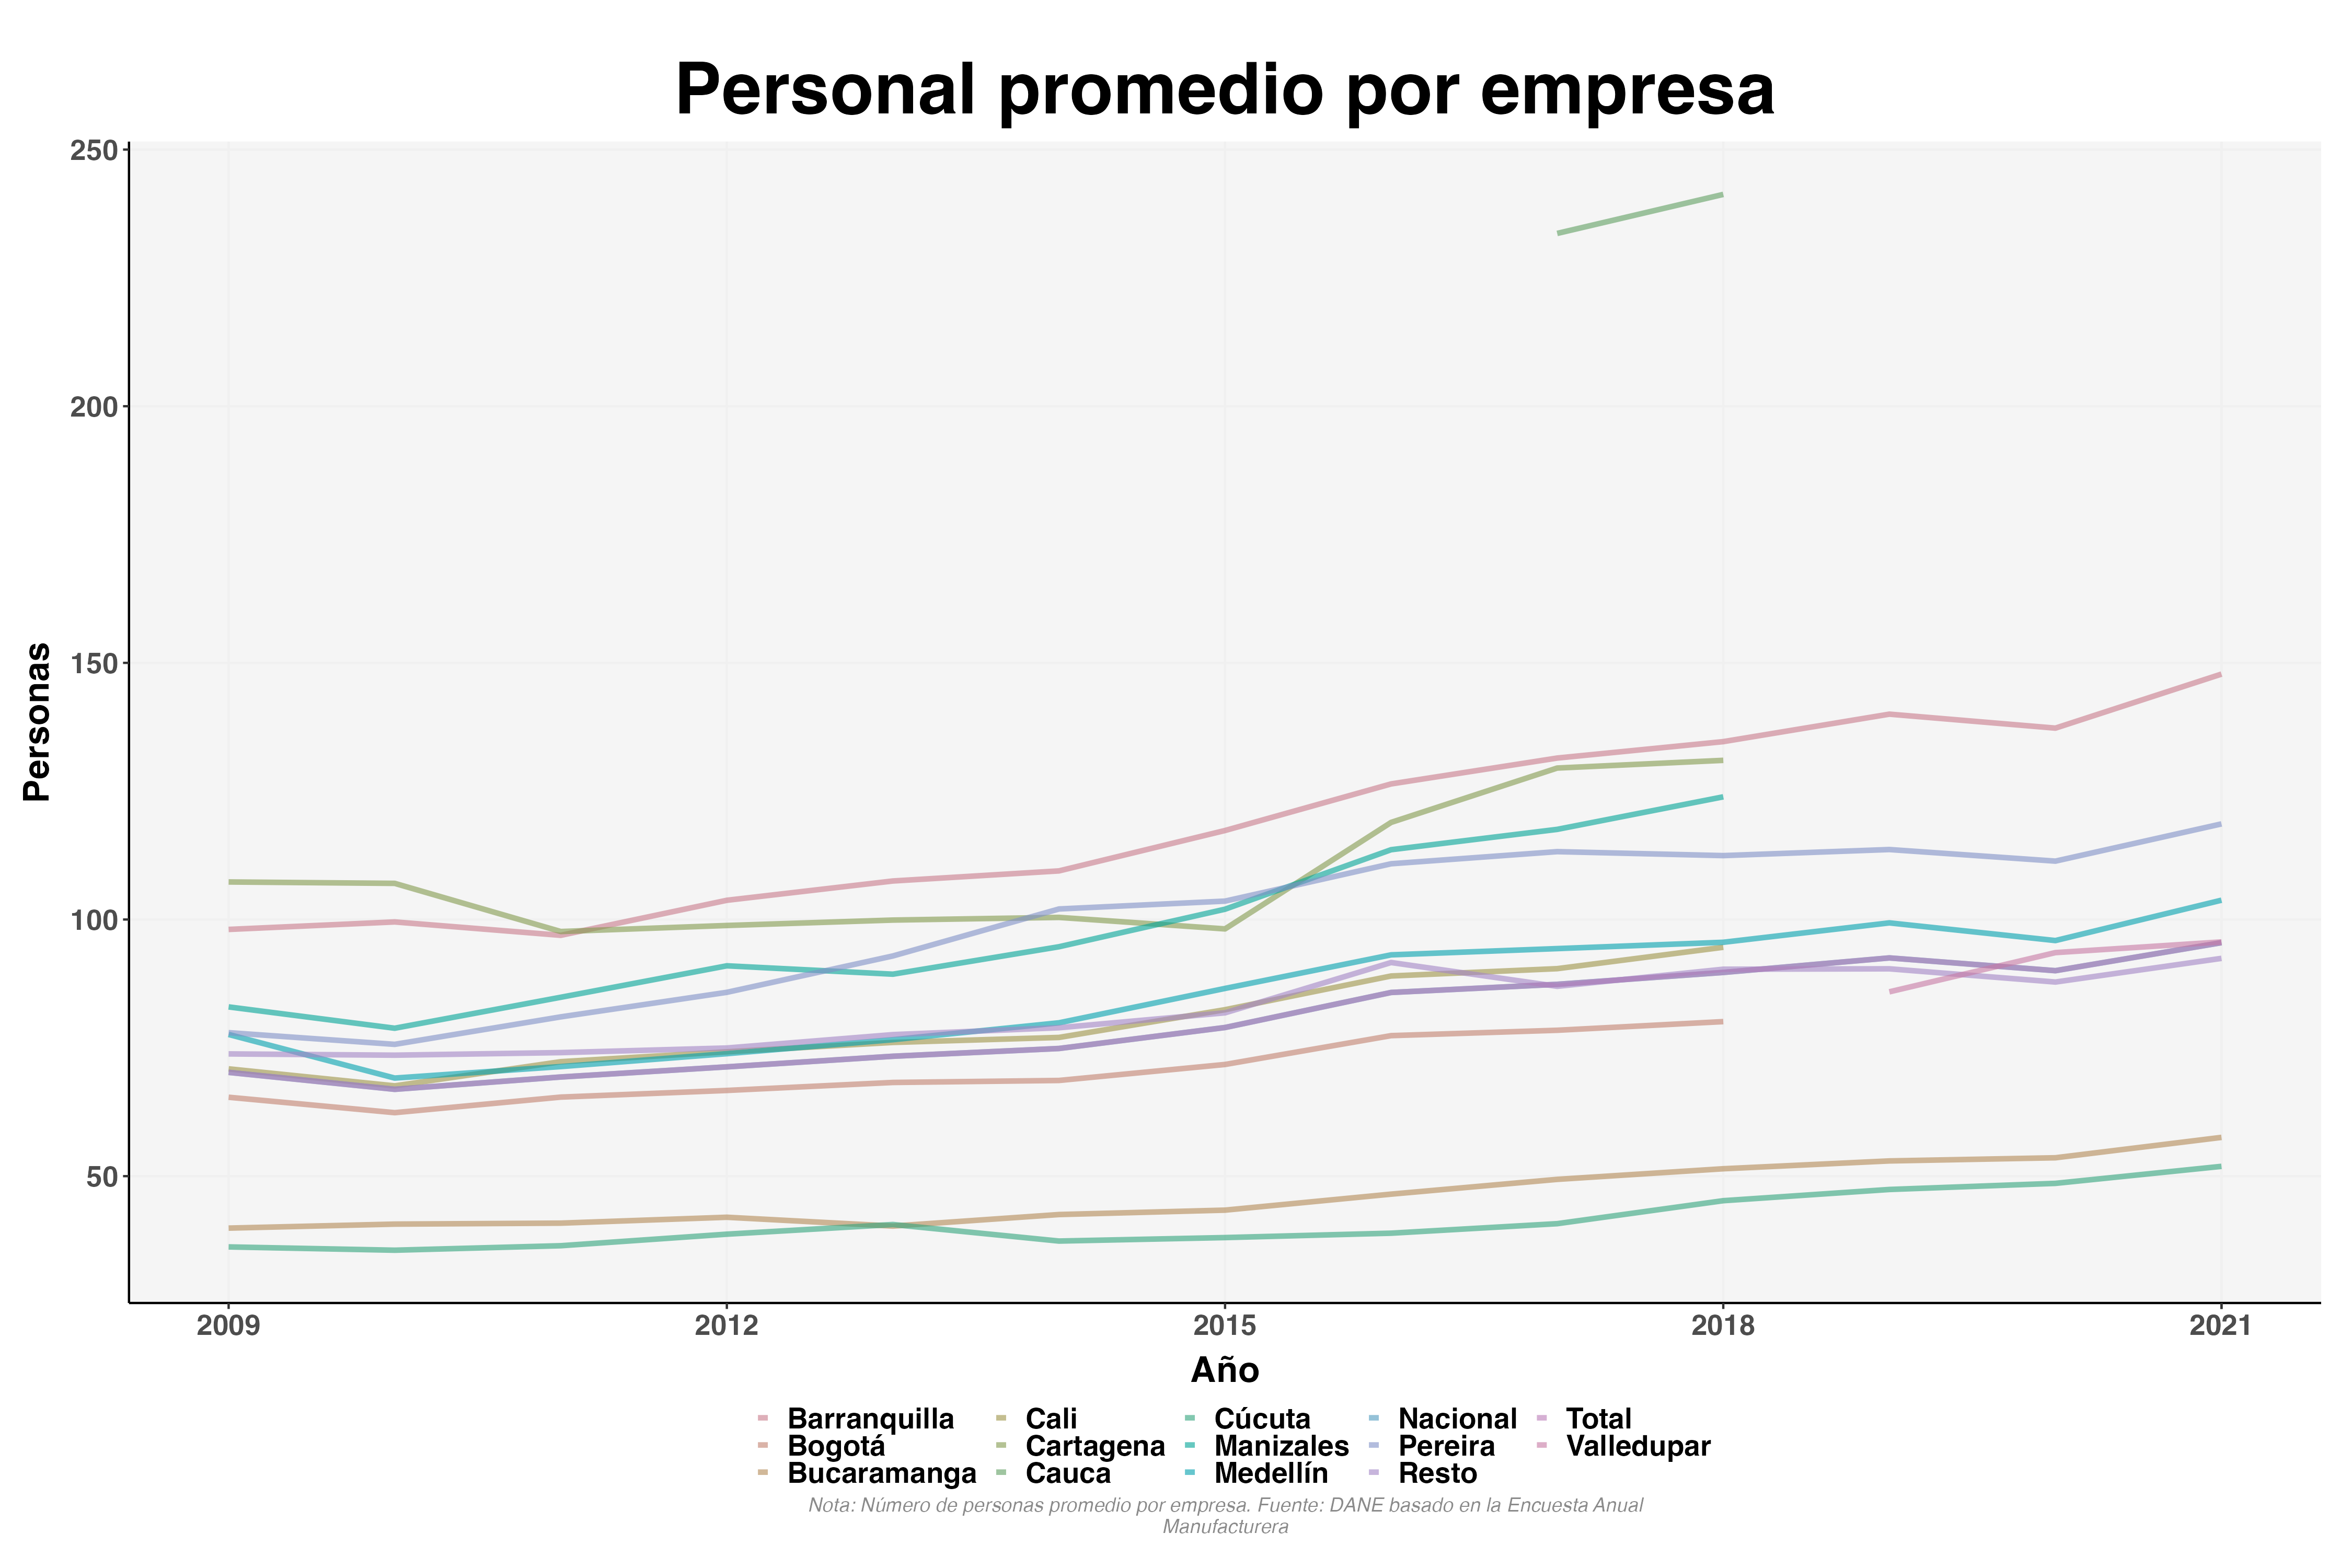 Personal promedio por empresa
250
200
150
100
50
Personas
2009 2012 2015 2018 2021
Año
Barranquilla Cali Cúcuta Nacional Total
Bogotá Cartagena Manizales Pereira Valledupar
Bucaramanga Cauca Medellín Resto
Nota: Número de personas promedio por empresa. Fuente: DANE basado en la Encuesta Anual
Manufacturera